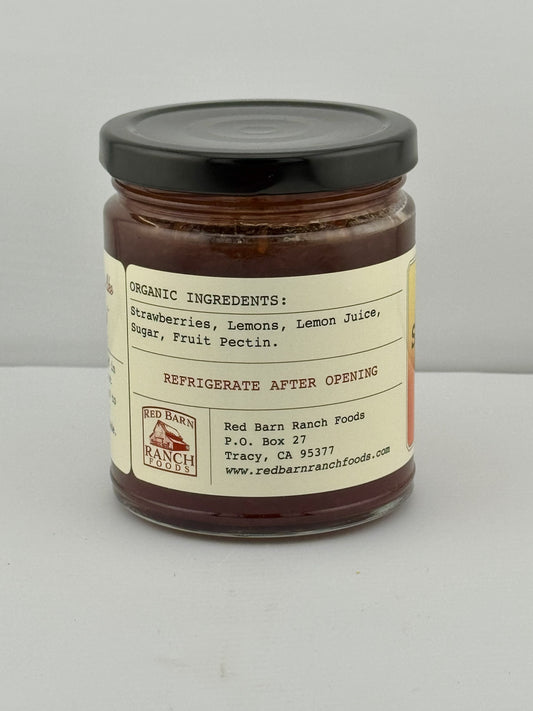 ORGANIC INGREDENTS:
Strawberries, Lemons, Lemon Juice,
Sugar, Fruit Pectin.
REFRIGERATE AFTER OPENING
RED BARN
RANCH
FOODS
Red Barn Ranch Foods
P.O. Box 27
Tracy, CA 95377
www.redbarnranchfoods.com